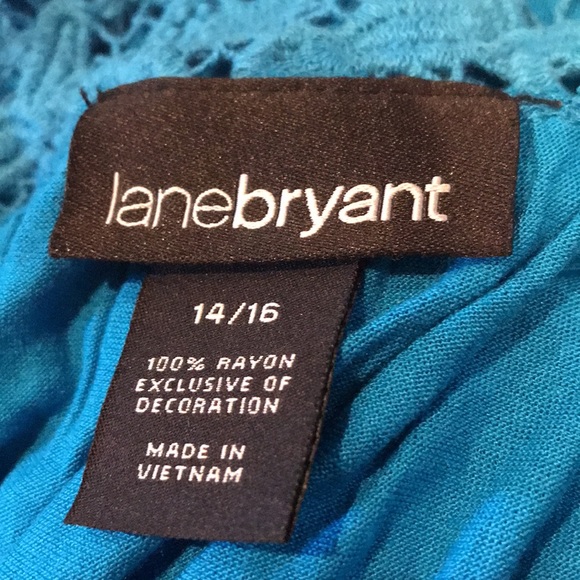 lanebryant
14/16
100% RAYON
EXCLUSIVE OF
DECORATION
MADE IN
VIETNAM